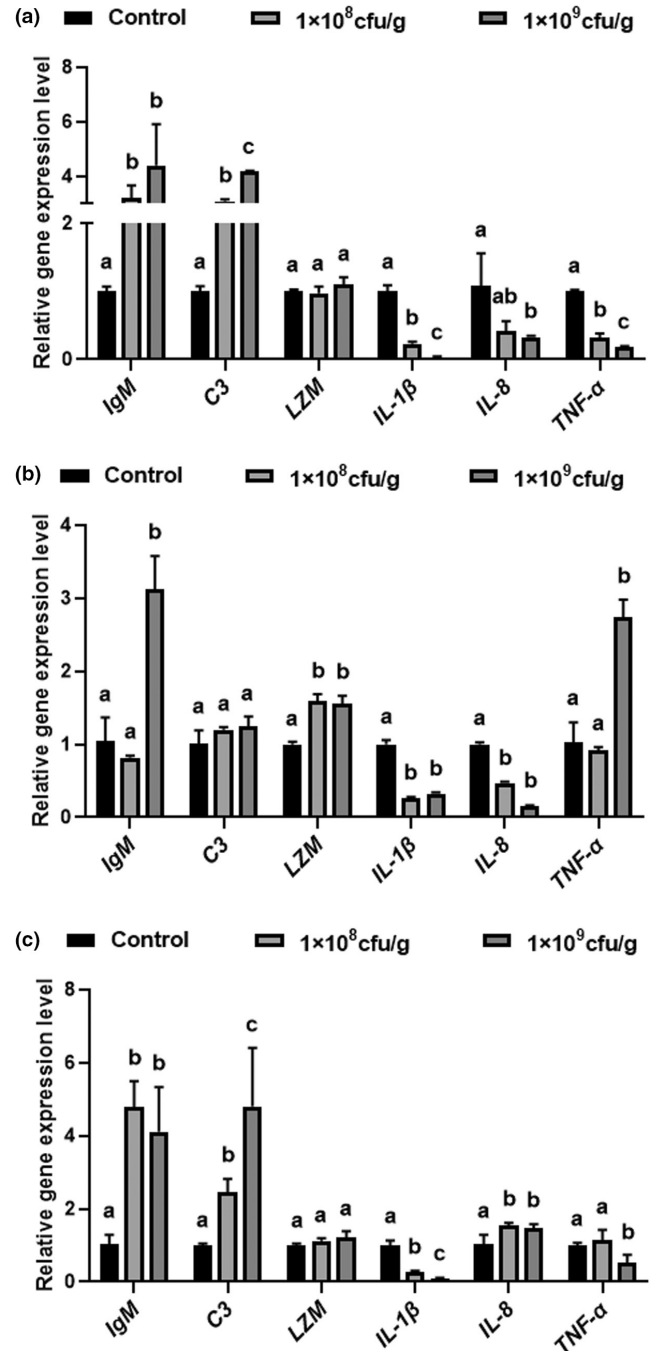 (a) Control 1×10⁸cfu/g 1×10⁹cfu/g
Relative gene expression level
8
6
4
2
0
a b b a b c a a a a b c a ab b a b c
IgM C3 LZM IL-1β IL-8 TNF-α
(b) Control 1×10⁸cfu/g 1×10⁹cfu/g
Relative gene expression level
4
3
2
1
0
a a b a a a a b b a b b a b b a a b
IgM C3 LZM IL-1β IL-8 TNF-α
(c) Control 1×10⁸cfu/g 1×10⁹cfu/g
Relative gene expression level
8
6
4
2
0
a b b a b c a a a a b c a b b a a b
IgM C3 LZM IL-1β IL-8 TNF-α